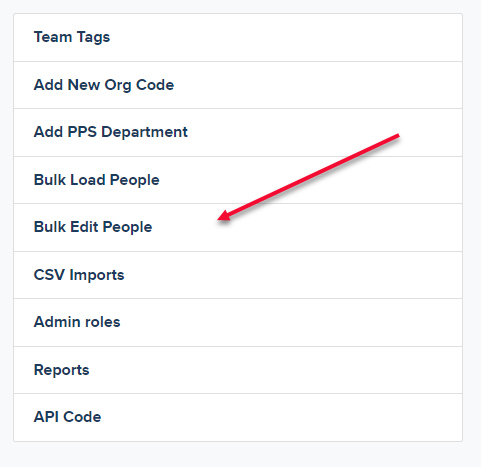 Team Tags
Add New Org Code
Add PPS Department
Bulk Load People
Bulk Edit People
CSV Imports
Admin roles
Reports
API Code